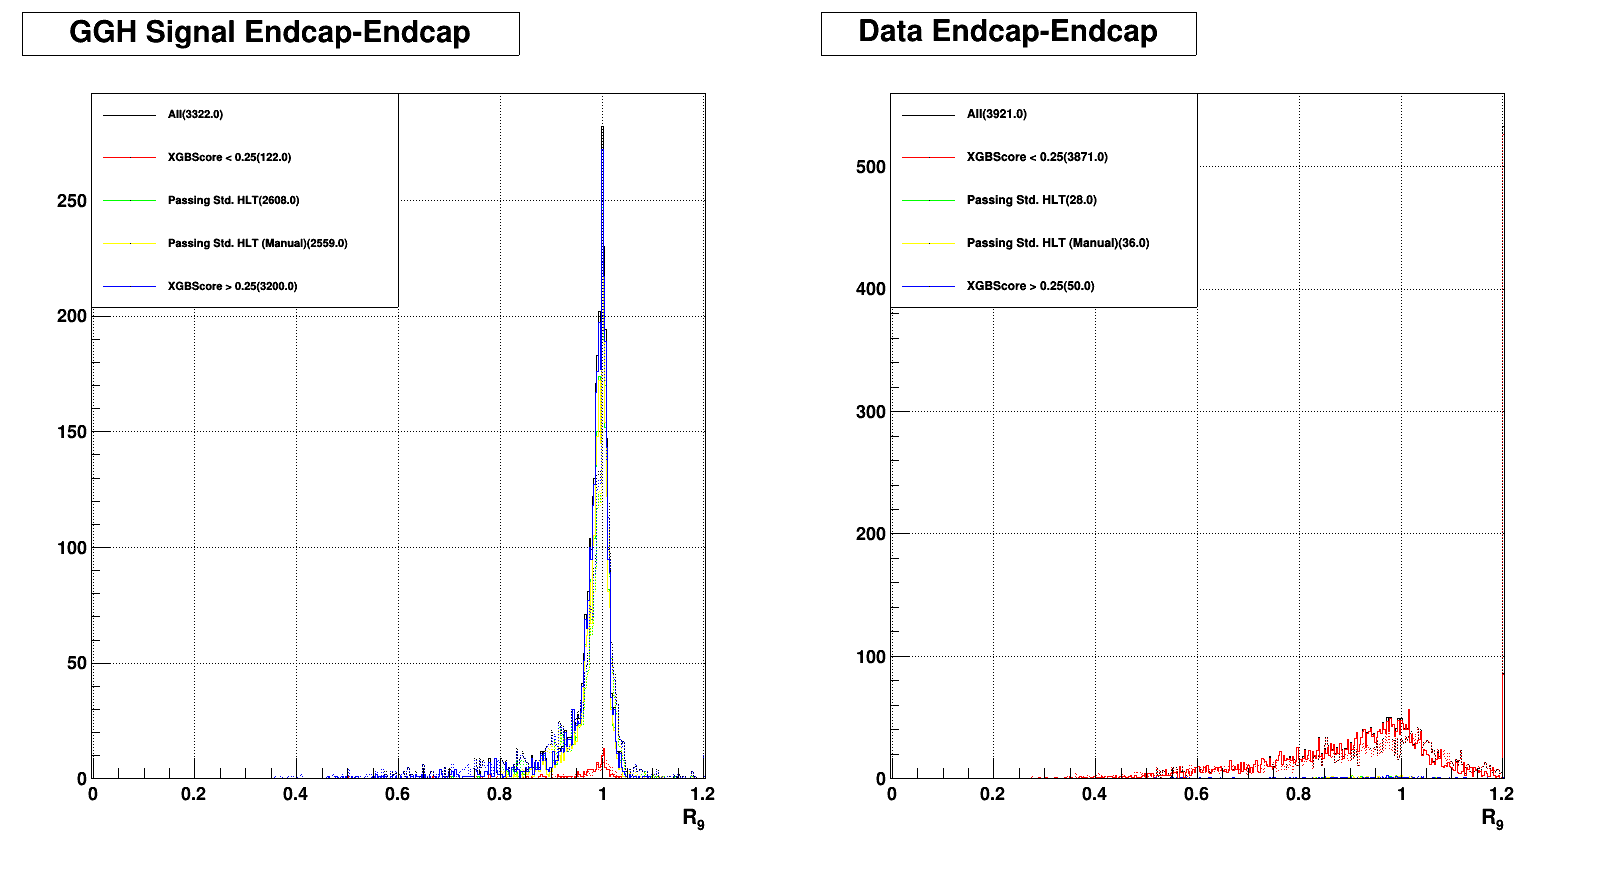 GGH Signal Endcap-Endcap
All(3322.0)
XGBScore < 0.25(122.0)
Passing Std. HLT(2608.0)
Passing Std. HLT (Manual)(2559.0)
XGBScore > 0.25(3200.0)
250
200
150
100
50
0
0 0.2 0.4 0.6 0.8 1 1.2
R9
Data Endcap-Endcap
All(3921.0)
XGBScore < 0.25(3871.0)
Passing Std. HLT(28.0)
Passing Std. HLT (Manual)(36.0)
XGBScore > 0.25(50.0)
500
400
300
200
100
0
0 0.2 0.4 0.6 0.8 1 1.2
R9